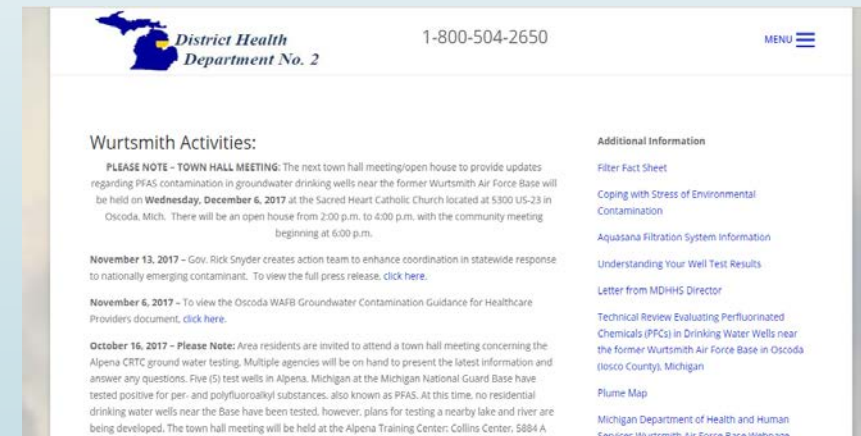 District Health
Department No. 2
1-800-504-2650
MENU
Wurtsmith Activities:
PLEASE NOTE – TOWN HALL MEETING: The next town hall meeting/open house to provide updates
regarding PFAS contamination in groundwater drinking wells near the former Wurtsmith Air Force Base will
be held on Wednesday, December 6, 2017 at the Sacred Heart Catholic Church located at 5300 US-23 in
Oscoda, Mich. There will be an open house from 2:00 p.m. to 4:00 p.m. with the community meeting
beginning at 6:00 p.m.
November 13, 2017 – Gov. Rick Snyder creates action team to enhance coordination in statewide response
to nationally emerging contaminant. To view the full press release, click here.
November 6, 2017 – To view the Oscoda WAFB Groundwater Contamination Guidance for Healthcare
Providers document, click here.
October 16, 2017 – Please Note: Area residents are invited to attend a town hall meeting concerning the
Alpena CRTC ground water testing. Multiple agencies will be on hand to present the latest information and
answer any questions. Five (5) test wells in Alpena, Michigan at the Michigan National Guard Base have
tested positive for per- and polyfluoroalkyl substances, also known as PFAS. At this time, no residential
drinking water wells near the Base have been tested, however, plans for testing a nearby lake and river are
being developed. The town hall meeting will be held at the Alpena Training Center: Collins Center, 5884 A
Additional Information
Filter Fact Sheet
Coping with Stress of Environmental
Contamination
Aquasana Filtration System Information
Understanding Your Well Test Results
Letter from MDHHS Director
Technical Review Evaluating Perfluorinated
Chemicals (PFCs) in Drinking Water Wells near
the former Wurtsmith Air Force Base in Oscoda
(Iosco County), Michigan
Plume Map
Michigan Department of Health and Human
Services Wurtsmith Air Force Base Webpage